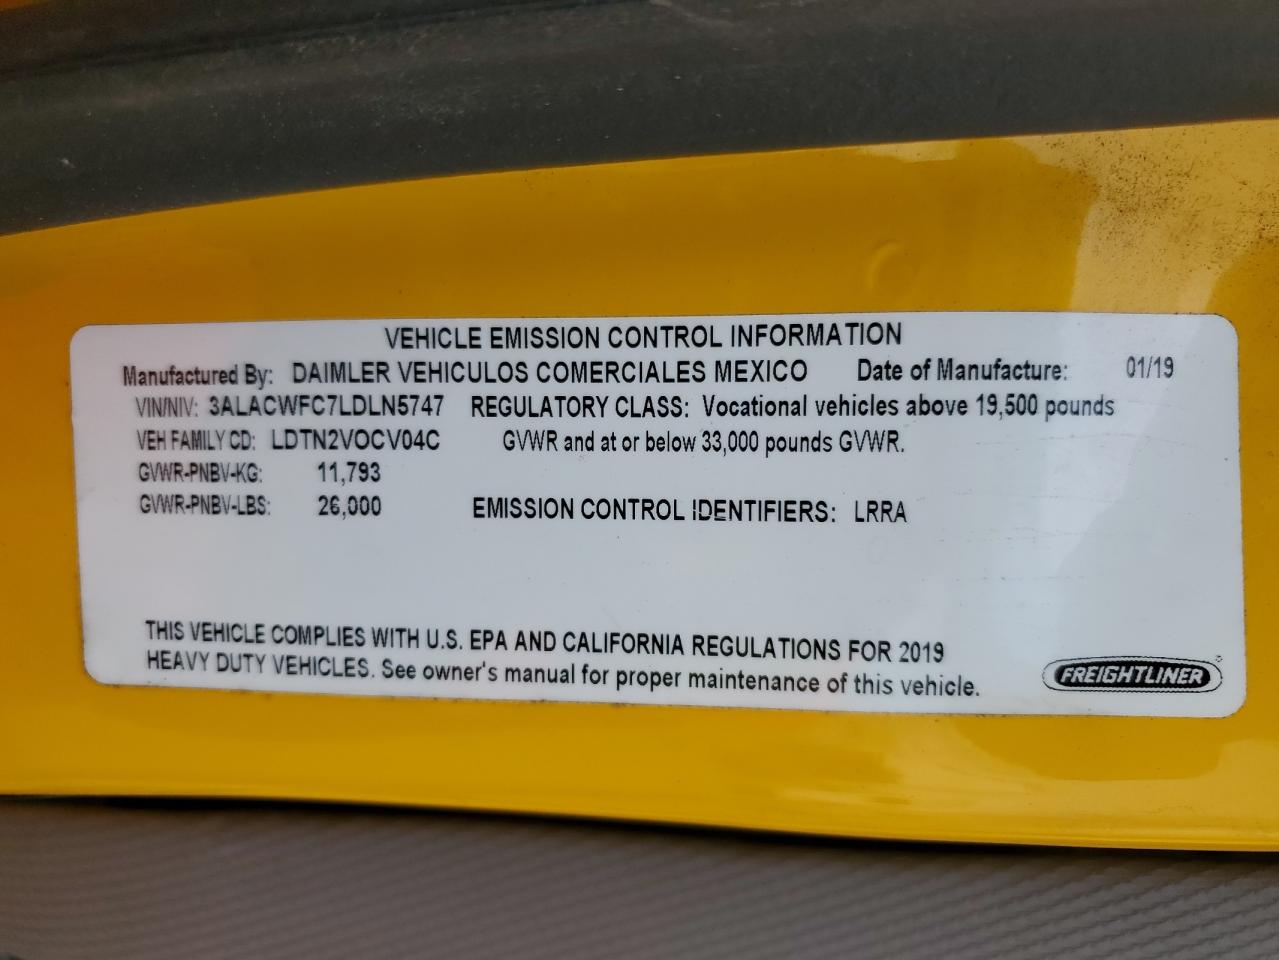 VEHICLE EMISSION CONTROL INFORMATION
Manufactured By: DAIMLER VEHICULOS COMERCIALES MEXICO Date of Manufacture: 01/19
VIN/NIV: 3ALACWFC7LDLN5747 REGULATORY CLASS: Vocational vehicles above 19,500 pounds
VEH FAMILY CD: LDTN2VOCV04C GVWR and at or below 33,000 pounds GVWR.
GVWR-PNBV-KG: 11,793
GVWR-PNBV-LBS: 26,000 EMISSION CONTROL IDENTIFIERS: LRRA
THIS VEHICLE COMPLIES WITH U.S. EPA AND CALIFORNIA REGULATIONS FOR 2019
HEAVY DUTY VEHICLES. See owner's manual for proper maintenance of this vehicle.
FREIGHTLINER